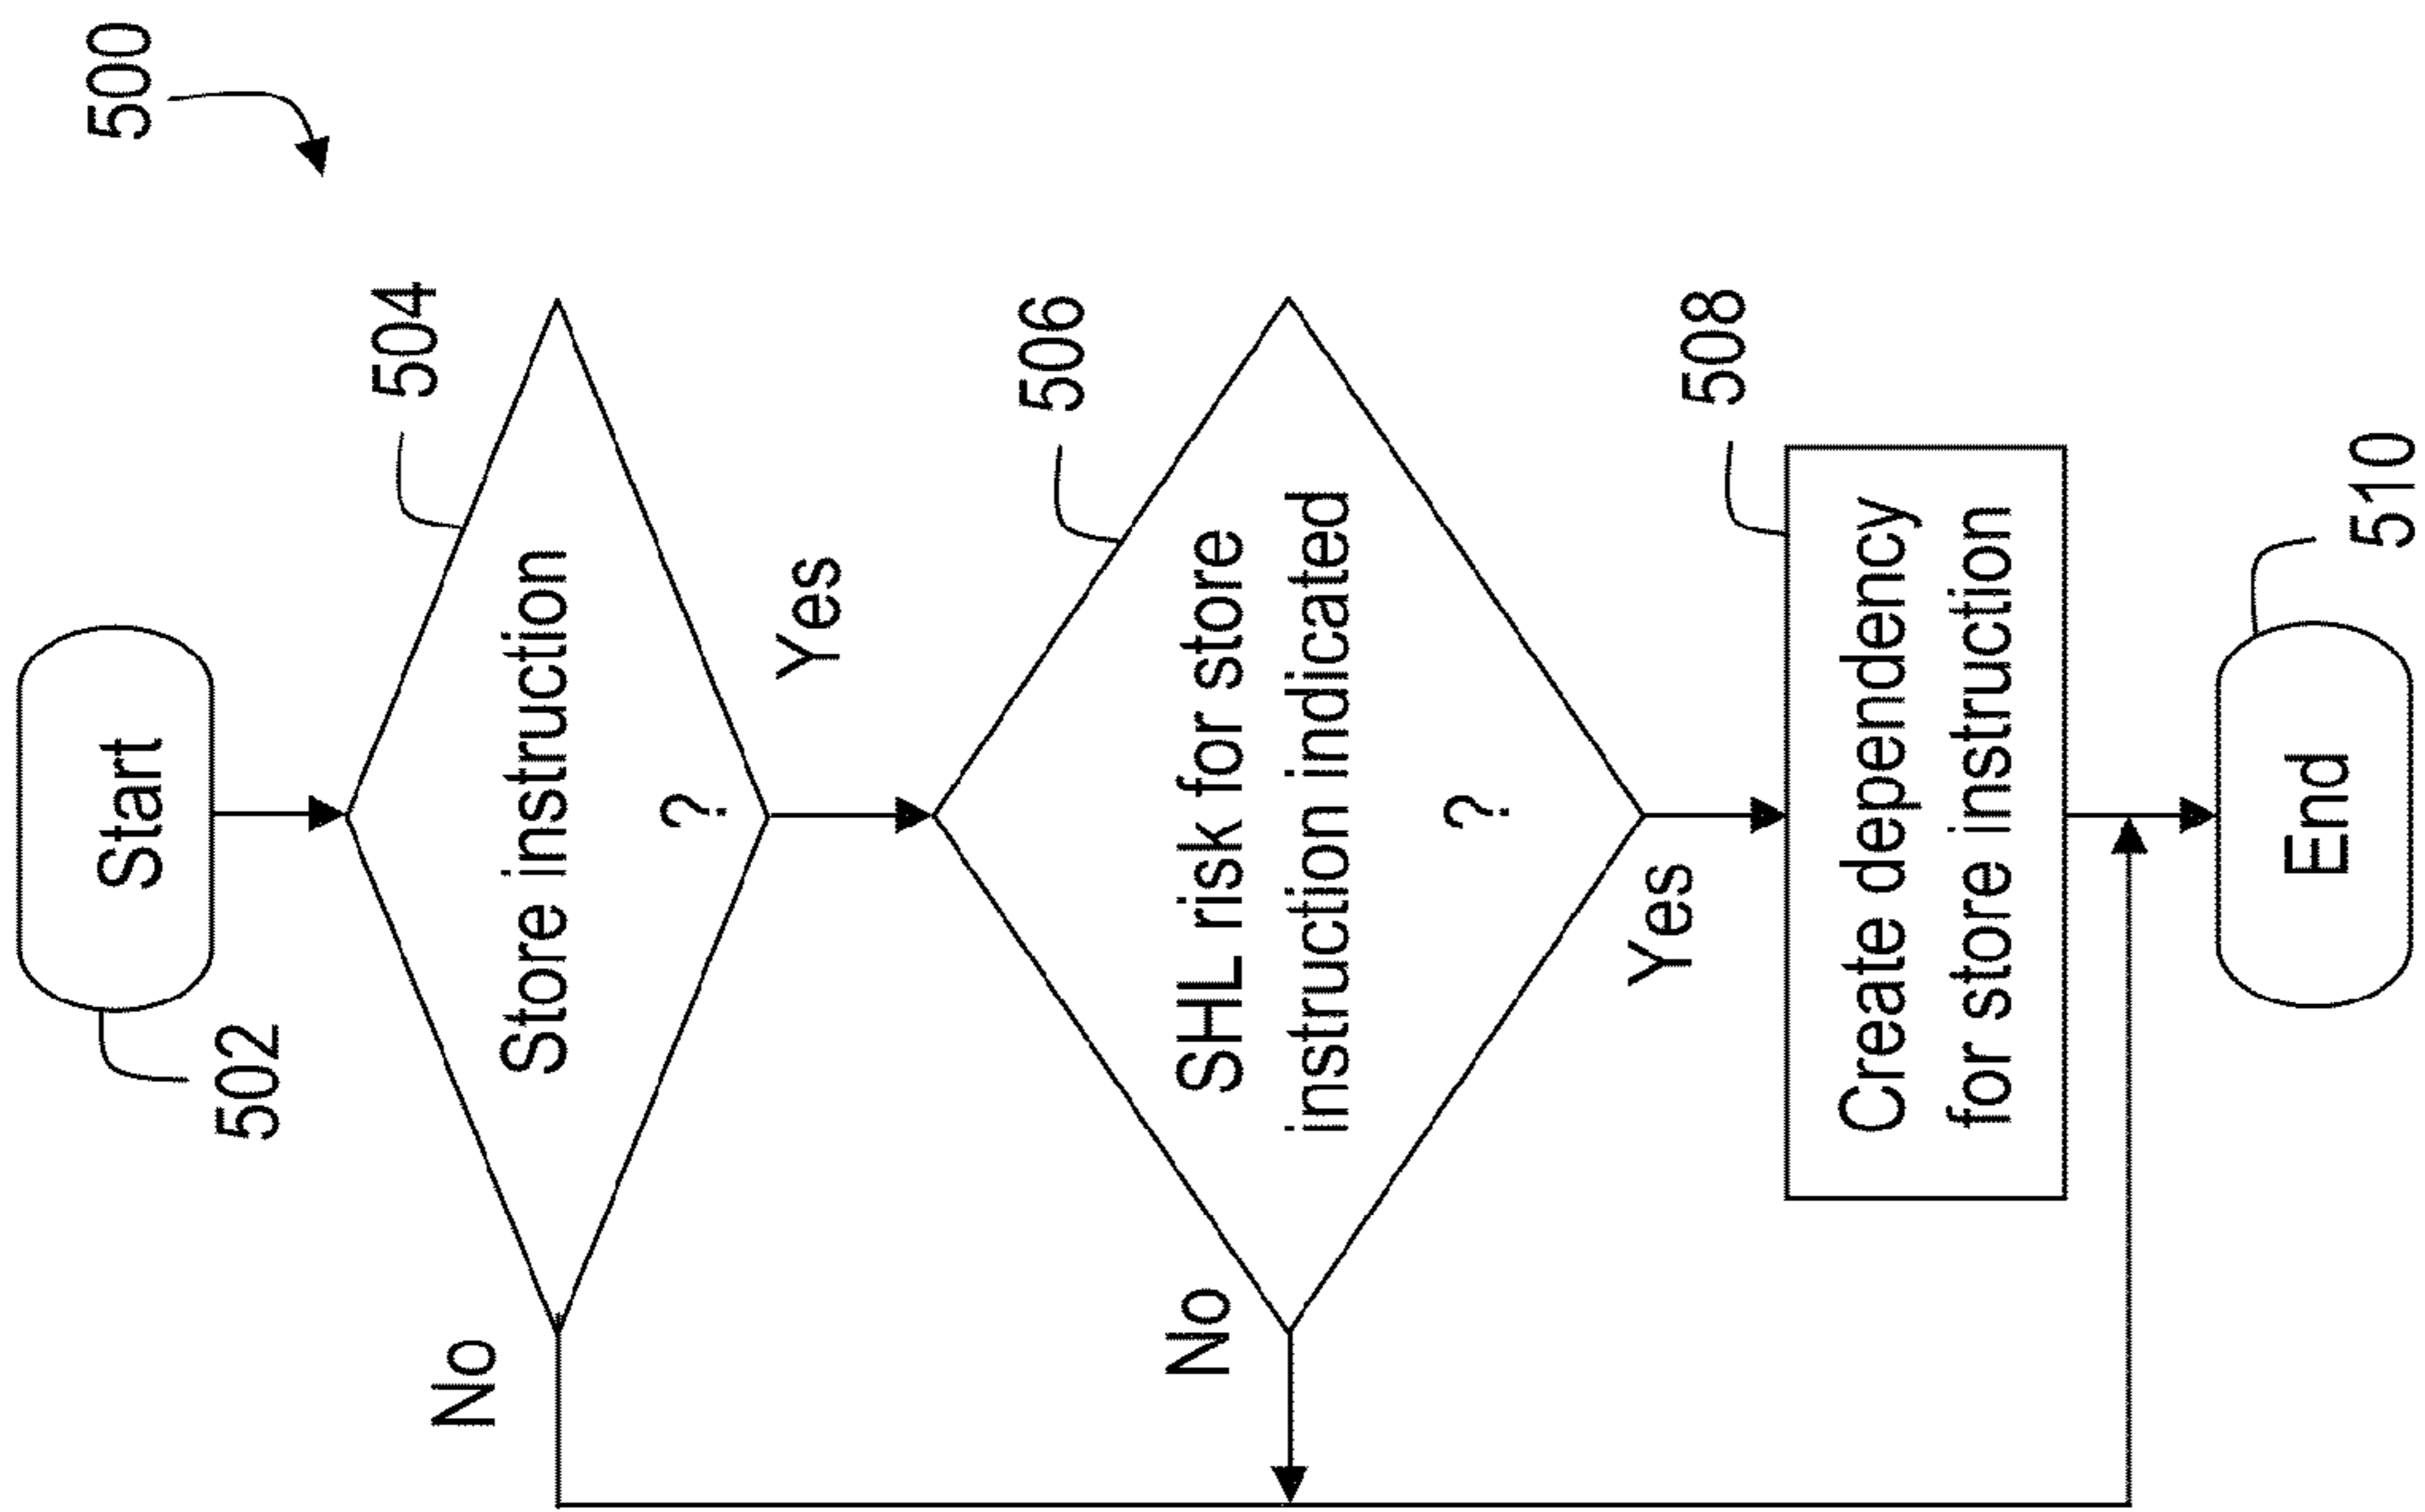 500
Start
502
504
Store instruction
?
Yes
No
506
SHL risk for store
instruction indicated
?
No
Yes
508
Create dependency
for store instruction
End
510